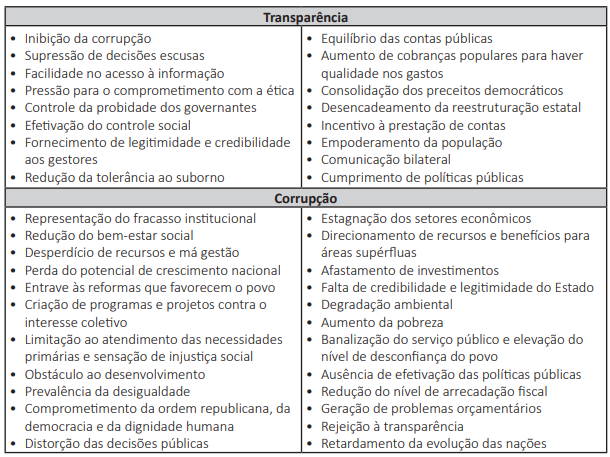 Transparência
• Inibição da corrupção
• Supressão de decisões escusas
• Facilidade no acesso à informação
• Pressão para o comprometimento com a ética
• Controle da probidade dos governantes
• Efetivação do controle social
• Fornecimento de legitimidade e credibilidade
aos gestores
• Redução da tolerância ao suborno
• Equilíbrio das contas públicas
• Aumento de cobranças populares para haver
qualidade nos gastos
• Consolidação dos preceitos democráticos
• Desencadeamento da reestruturação estatal
• Incentivo à prestação de contas
• Empoderamento da população
• Comunicação bilateral
• Cumprimento de políticas públicas
Corrupção
• Representação do fracasso institucional
• Redução do bem-estar social
• Desperdício de recursos e má gestão
• Perda do potencial de crescimento nacional
• Entrave às reformas que favorecem o povo
• Criação de programas e projetos contra o
interesse coletivo
• Limitação ao atendimento das necessidades
primárias e sensação de injustiça social
• Obstáculo ao desenvolvimento
• Prevalência da desigualdade
• Comprometimento da ordem republicana, da
democracia e da dignidade humana
• Distorção das decisões públicas
• Estagnação dos setores econômicos
• Direcionamento de recursos e benefícios para
áreas supérfluas
• Afastamento de investimentos
• Falta de credibilidade e legitimidade do Estado
• Degradação ambiental
• Aumento da pobreza
• Banalização do serviço público e elevação do
nível de desconfiança do povo
• Ausência de efetivação das políticas públicas
• Redução do nível de arrecadação fiscal
• Geração de problemas orçamentários
• Rejeição à transparência
• Retardamento da evolução das nações